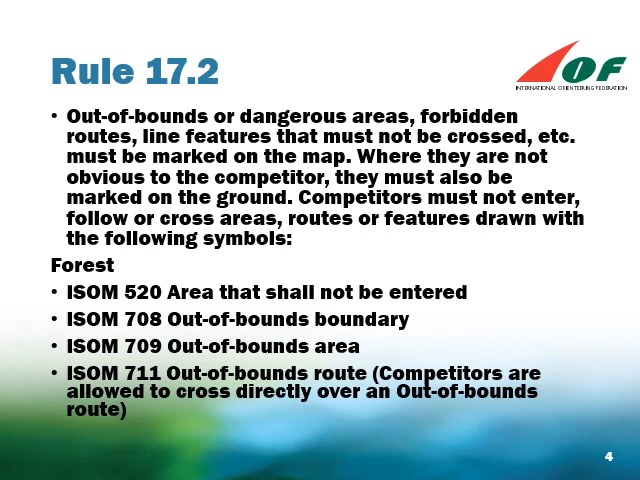 Rule 17.2
IOF
INTERNATIONAL ORIENTEERING FEDERATION
• Out-of-bounds or dangerous areas, forbidden
routes, line features that must not be crossed, etc.
must be marked on the map. Where they are not
obvious to the competitor, they must also be
marked on the ground. Competitors must not enter,
follow or cross areas, routes or features drawn with
the following symbols:
Forest
• ISOM 520 Area that shall not be entered
• ISOM 708 Out-of-bounds boundary
• ISOM 709 Out-of-bounds area
• ISOM 711 Out-of-bounds route (Competitors are
allowed to cross directly over an Out-of-bounds
route)
4